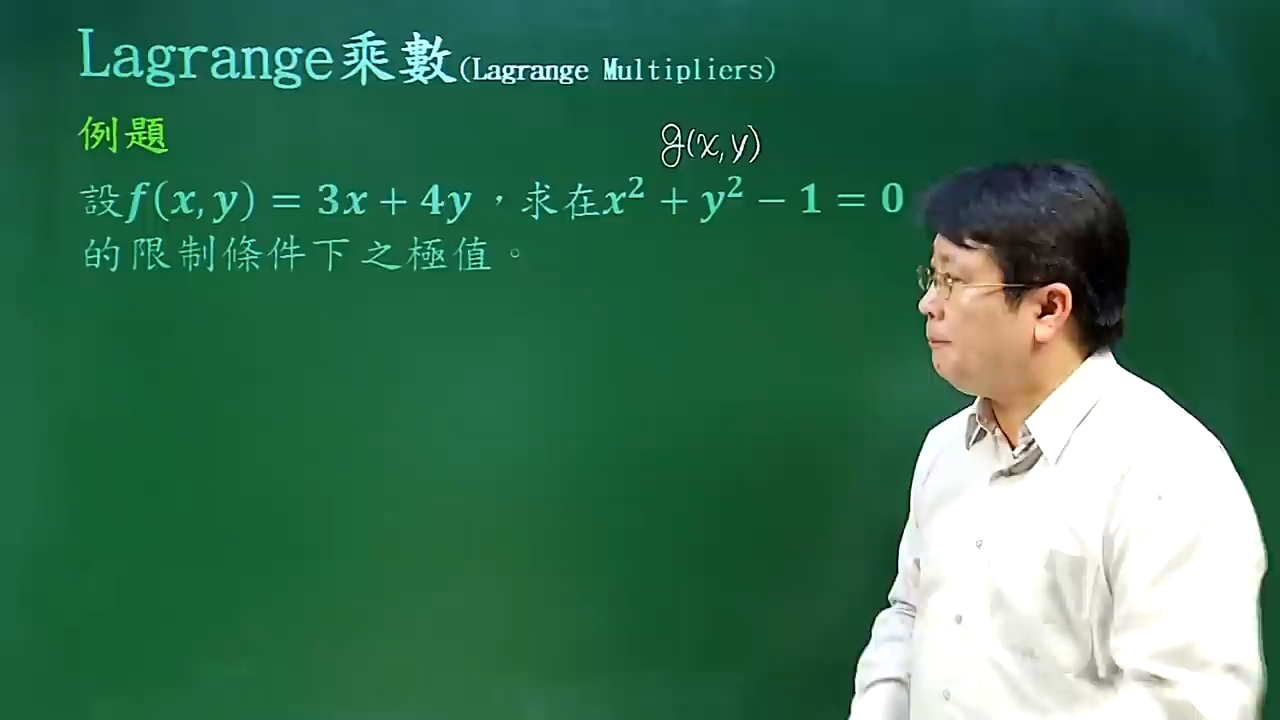 Lagrange乘數(Lagrange Multipliers)
例題
g(x,y)
設f(x,y)=3x+4y,求在x²+y²−1=0
的限制條件下之極值。